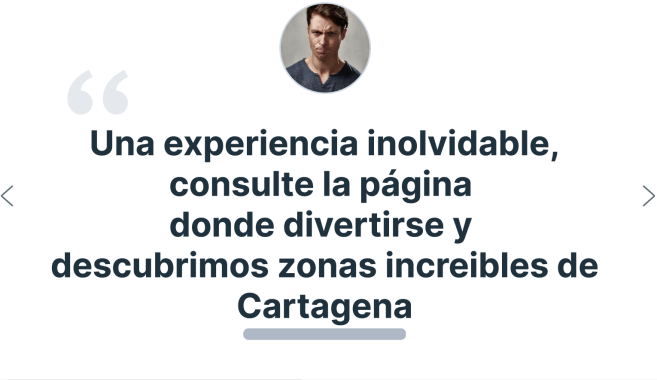 “
Una experiencia inolvidable,
consulte la página
donde divertirse y
descubrimos zonas increibles de
Cartagena